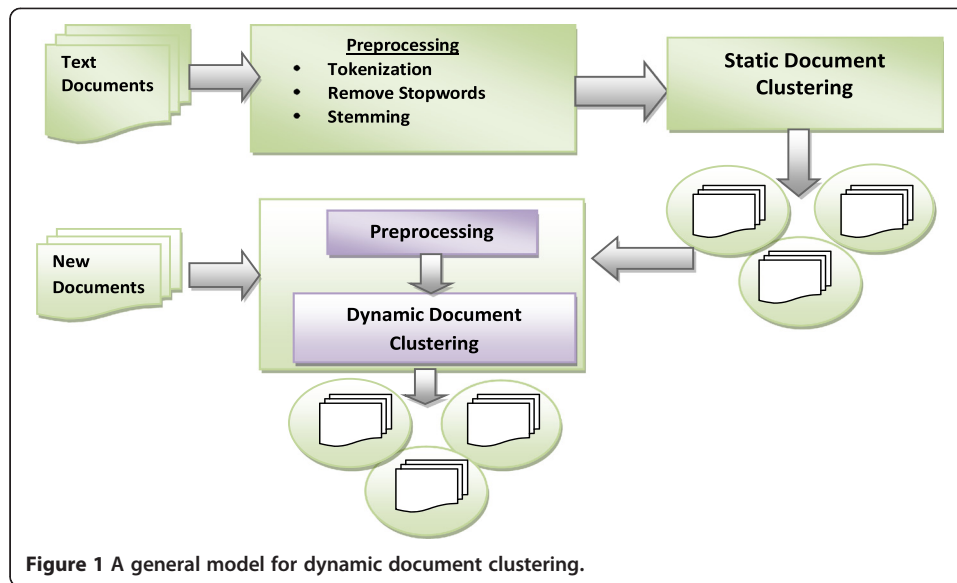 Text
Documents
Preprocessing
• Tokenization
• Remove Stopwords
• Stemming
Static Document
Clustering
New
Documents
Preprocessing
Dynamic Document
Clustering
Figure 1 A general model for dynamic document clustering.